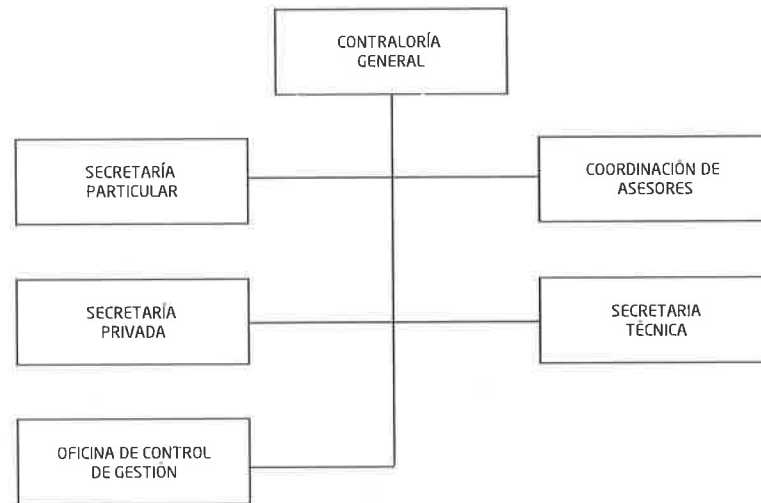 CONTRALORÍA
GENERAL
SECRETARÍA
PARTICULAR
COORDINACIÓN DE
ASESORES
SECRETARÍA
PRIVADA
SECRETARIA
TÉCNICA
OFICINA DE CONTROL
DE GESTIÓN